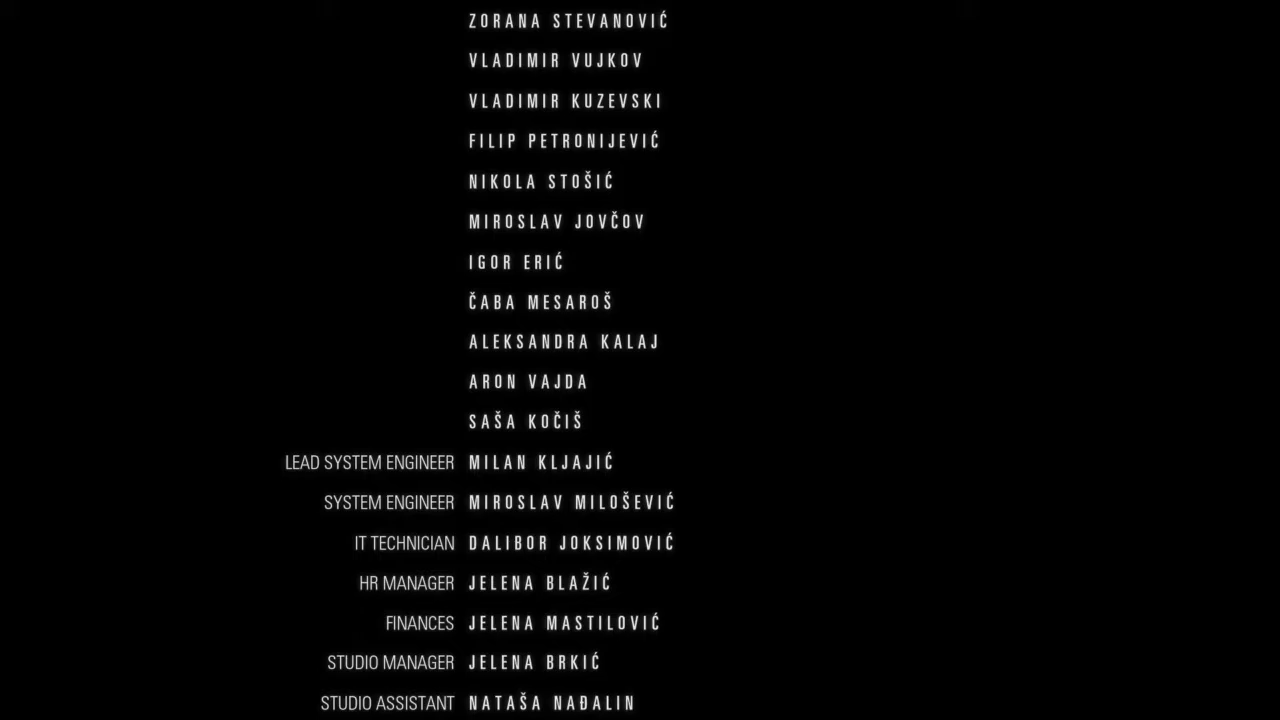 ZORANA STEVANOVIĆ
VLADIMIR VUJKOV
VLADIMIR KUZEVSKI
FILIP PETRONIJEVIĆ
NIKOLA STOŠIĆ
MIROSLAV JOVČOV
IGOR ERIĆ
ČABA MESAROŠ
ALEKSANDRA KALAJ
ARON VAJDA
SAŠA KOČIŠ
LEAD SYSTEM ENGINEER MILAN KLJAJIĆ
SYSTEM ENGINEER MIROSLAV MILOŠEVIĆ
IT TECHNICIAN DALIBOR JOKSIMOVIĆ
HR MANAGER JELENA BLAŽIĆ
FINANCES JELENA MASTILOVIĆ
STUDIO MANAGER JELENA BRKIĆ
STUDIO ASSISTANT NATAŠA NAĐALIN